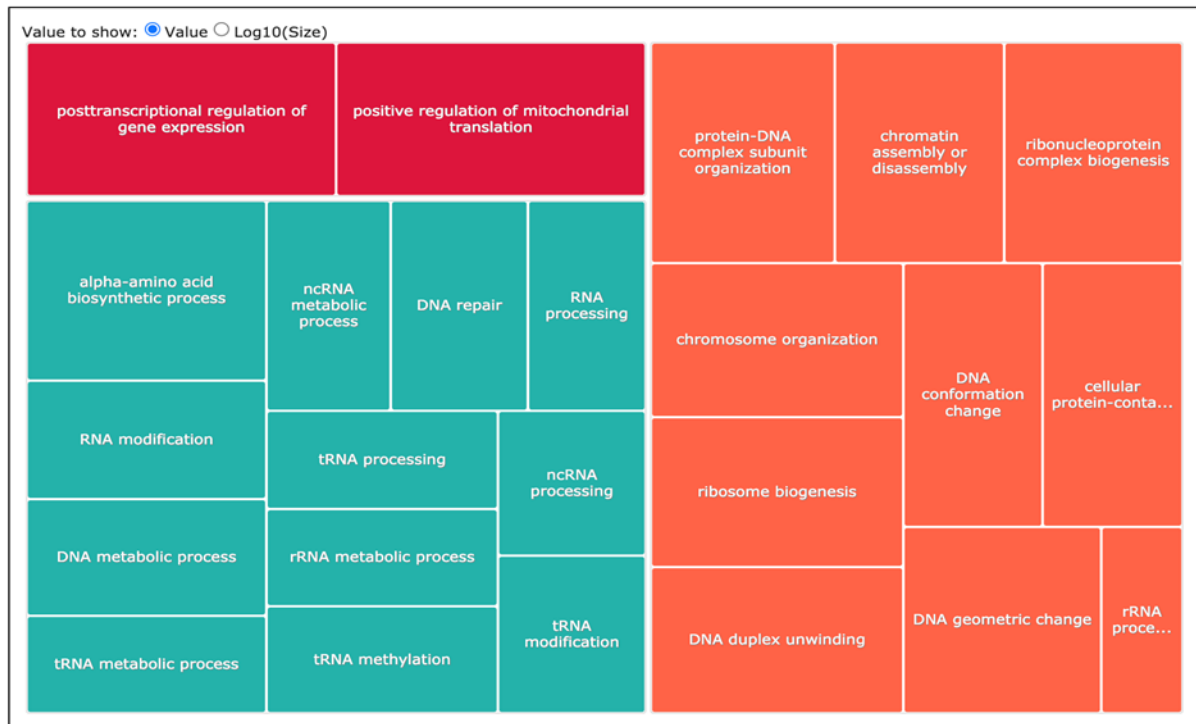 Value to show: Value Log10(Size)
posttranscriptional regulation of
gene expression
positive regulation of mitochondrial
translation
alpha-amino acid
biosynthetic process
ncRNA
metabolic
process
DNA repair
RNA
processing
RNA modification
tRNA processing
ncRNA
processing
DNA metabolic process
rRNA metabolic process
tRNA metabolic process
tRNA methylation
tRNA
modification
protein-DNA
complex subunit
organization
chromatin
assembly or
disassembly
ribonucleoprotein
complex biogenesis
chromosome organization
DNA
conformation
change
cellular
protein-conta...
ribosome biogenesis
DNA duplex unwinding
DNA geometric change
rRNA
proce...